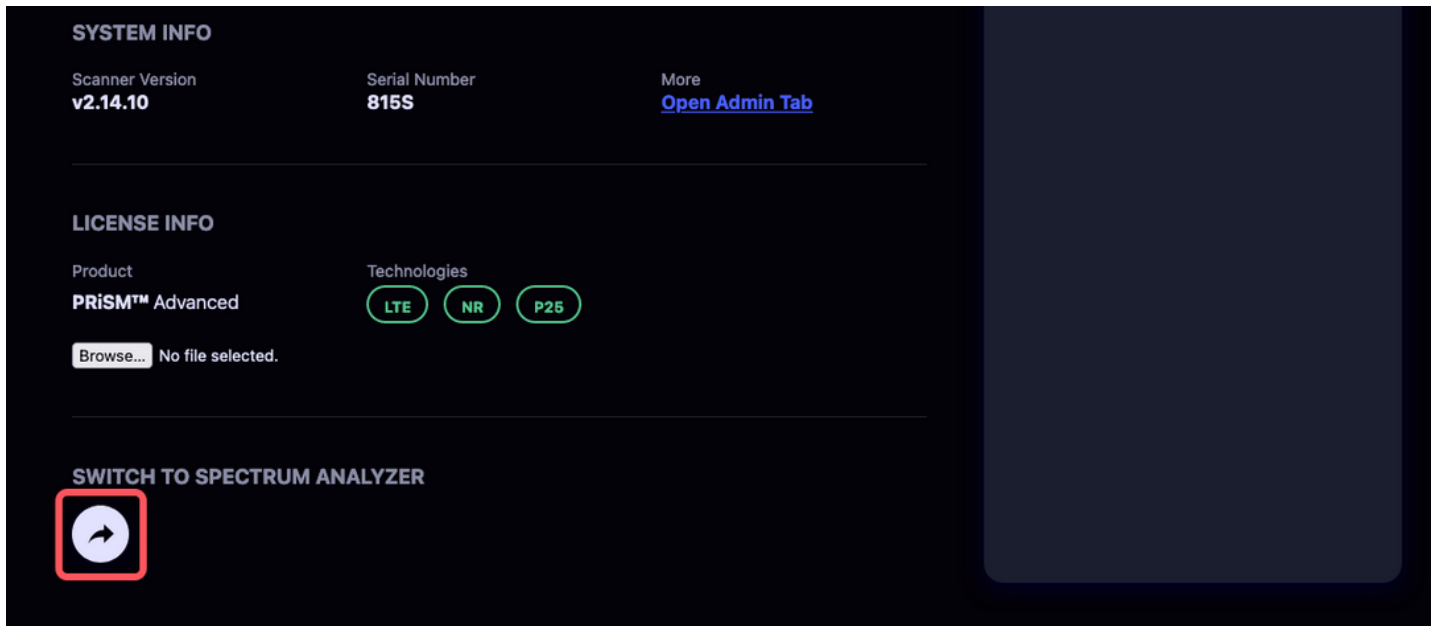 SYSTEM INFO
Scanner Version
v2.14.10
Serial Number
815S
More
Open Admin Tab
LICENSE INFO
Product
PRiSM™ Advanced
Technologies
LTE NR P25
Browse... No file selected.
SWITCH TO SPECTRUM ANALYZER